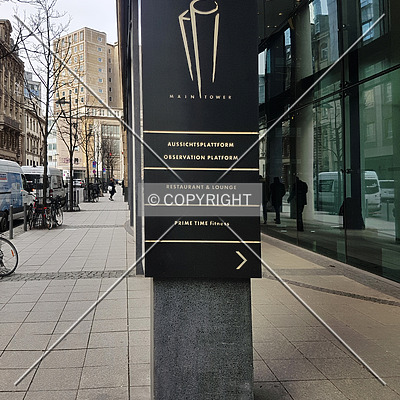 MAIN TOWER
AUSSICHTSPLATTFORM
OBSERVATION PLATFORM
RESTAURANT & LOUNGE
© COPYRIGHT
PRIME TIME fitness